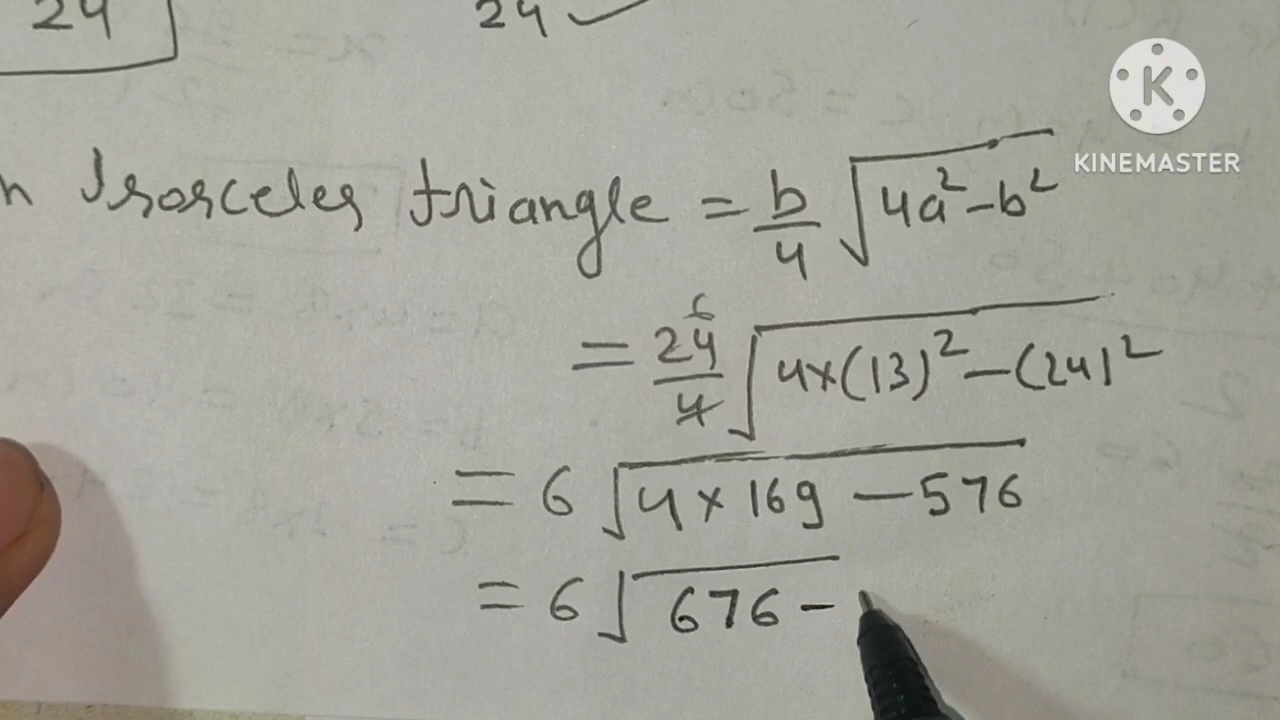 24
24
KINEMASTER
n Isosceles triangle = b/4 √(4a² - b²)
= 24/4 6 √(4×(13)² - (24)²
= 6 √(4 × 169 - 576
= 6 √(676 -